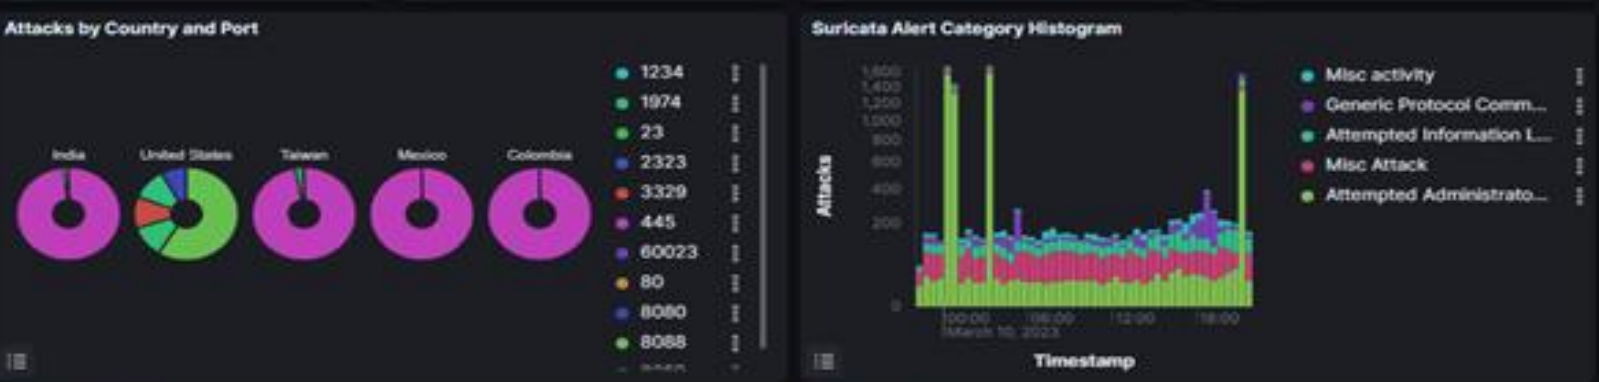 Attacks by Country and Port
India
United States
Taiwan
Mexico
Colombia
1234
1974
23
2323
3329
445
60023
80
8080
8088
Suricata Alert Category Histogram
Attacks
1,600
1,400
1,200
1,000
800
600
400
200
0
00:00
06:00
12:00
18:00
March 10, 2023
Timestamp
Misc activity
Generic Protocol Comm...
Attempted Information L...
Misc Attack
Attempted Administrato...